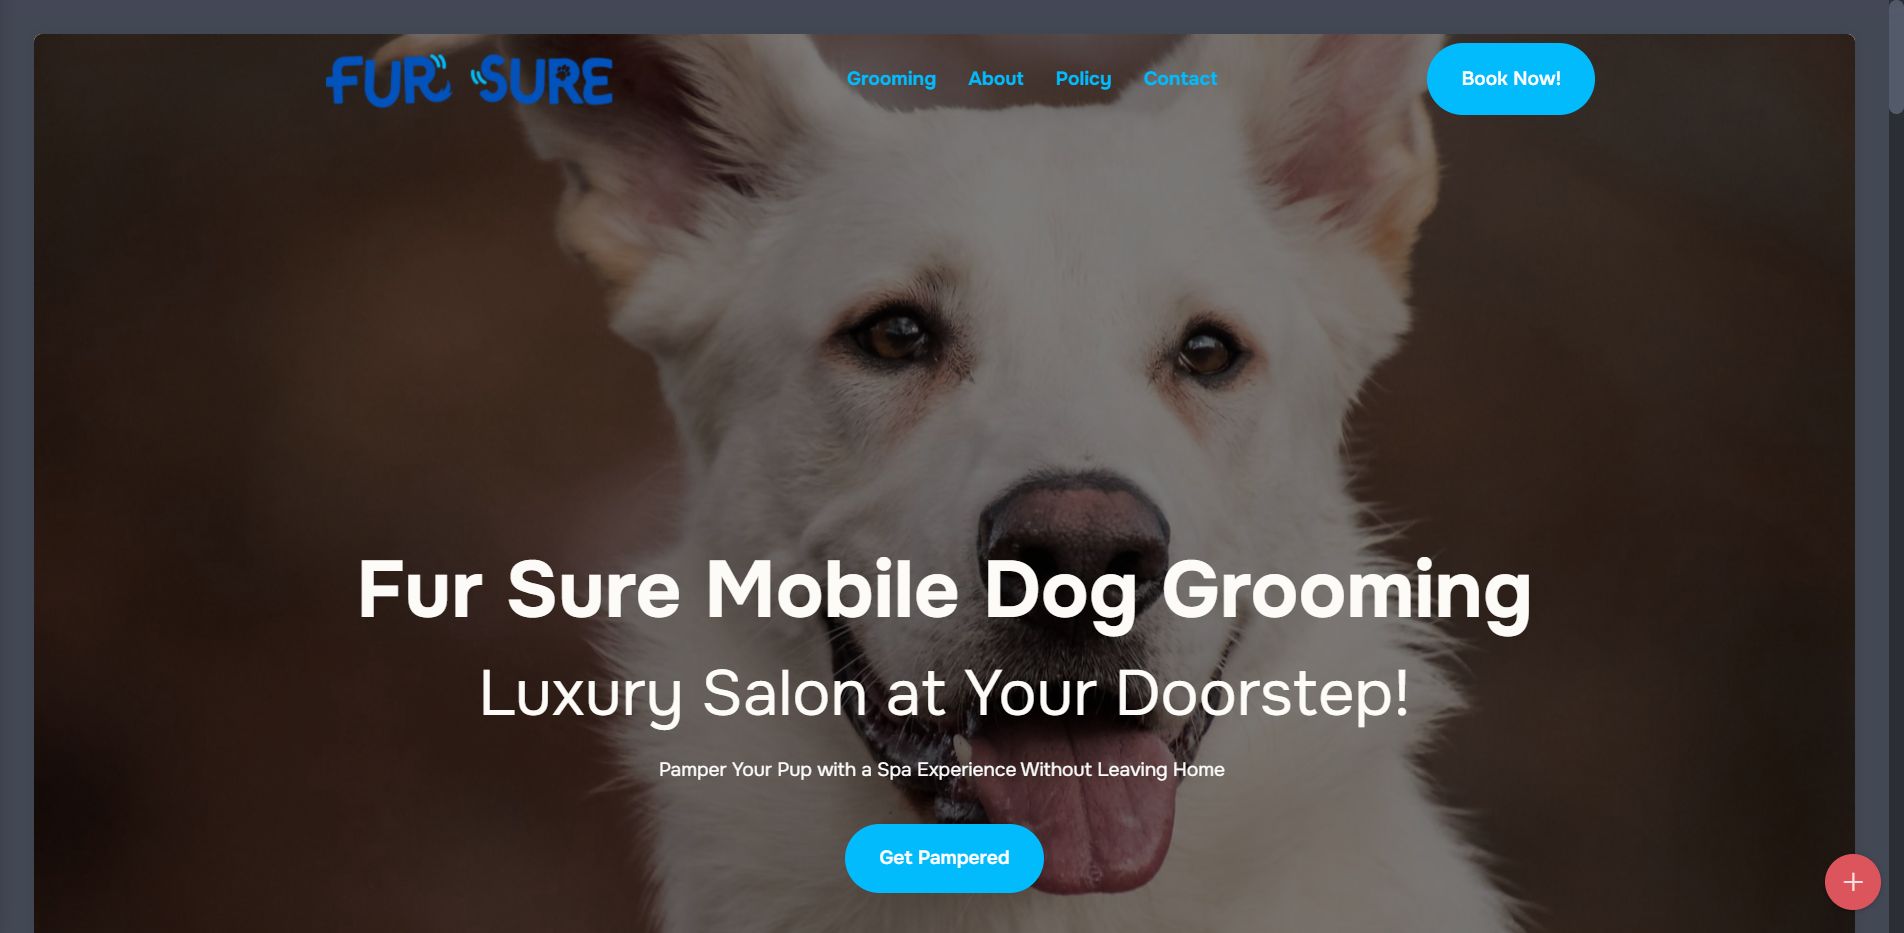 FUR SURE
Grooming About Policy Contact
Book Now!
Fur Sure Mobile Dog Grooming
Luxury Salon at Your Doorstep!
Pamper Your Pup with a Spa Experience Without Leaving Home
Get Pampered